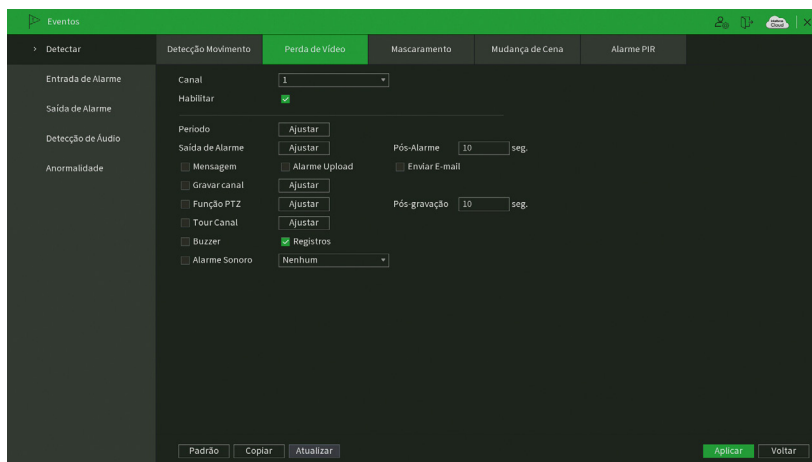 Eventos
Detectar
Entrada de Alarme
Saída de Alarme
Detecção de Áudio
Anormalidade
Detecção Movimento Perda de Vídeo Mascaramento Mudança de Cena Alarme PIR
Canal 1
Habilitar
Periodo Ajustar
Saída de Alarme Ajustar Pós-Alarme 10 seg.
Mensagem Alarme Upload Enviar E-mail
Gravar canal Ajustar
Função PTZ Ajustar Pós-gravação 10 seg.
Tour Canal Ajustar
Buzzer Registros
Alarme Sonoro Nenhum
Padrão Copiar Atualizar Aplicar Voltar